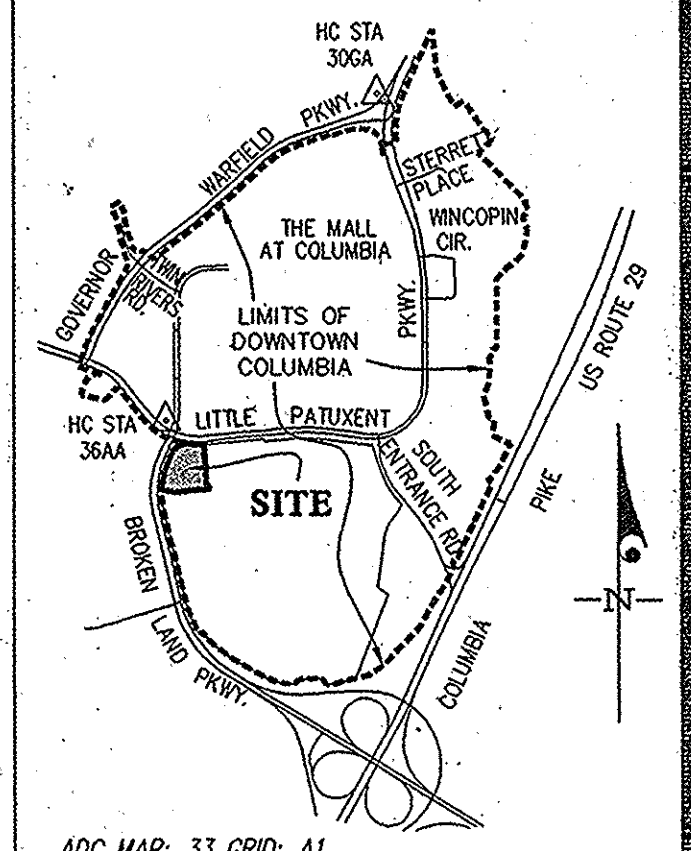 HC STA
30GA
WARFIELD PKWY.
STERRET
PLACE
THE MALL
AT COLUMBIA
WINCOPIN
CIR.
GOVERNOR
TWIN
RIVERS
RD.
LIMITS OF
DOWNTOWN
COLUMBIA
PKWY.
US ROUTE 29
HC STA
36AA
LITTLE PATUXENT
SOUTH
ENTRANCE RD.
SITE
PIKE
BROKEN
LAND PKWY.
N
COLUMBIA
ADC MAP: 33 GRID: A1